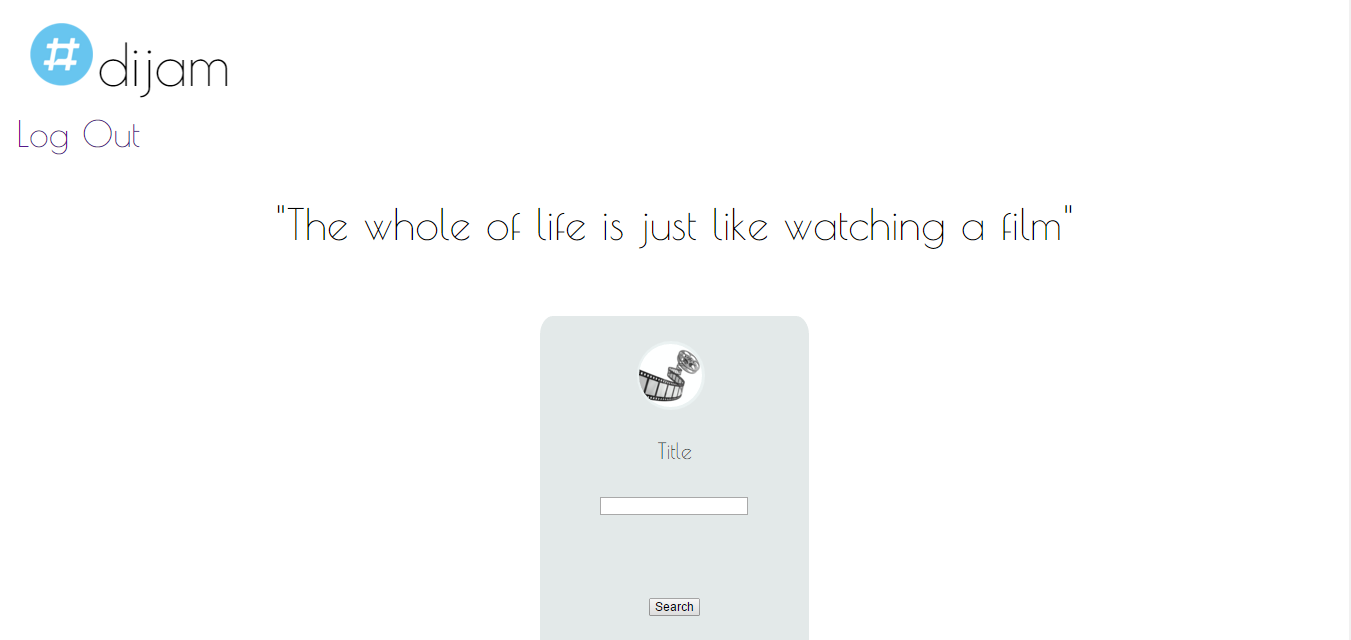 #dijam
Log Out
"The whole of life is just like watching a film"
Title
Search